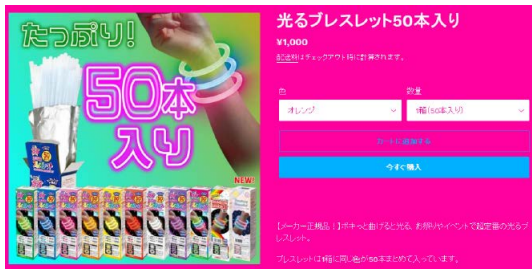 たっぷり!
50本
入り
NEW!
光るブレスレット50本入り
¥1,000
配送料はチェックアウト時に計算されます。
色
数量
オレンジ
1箱(50本入り)
カートに追加する
今すぐ購入
【メーカー正規品!】ポキっと曲げると光る、お祭りやイベントで超定番の光るブ
レスレット。
ブレスレットは1箱に同じ色が50本まとめて入っています。